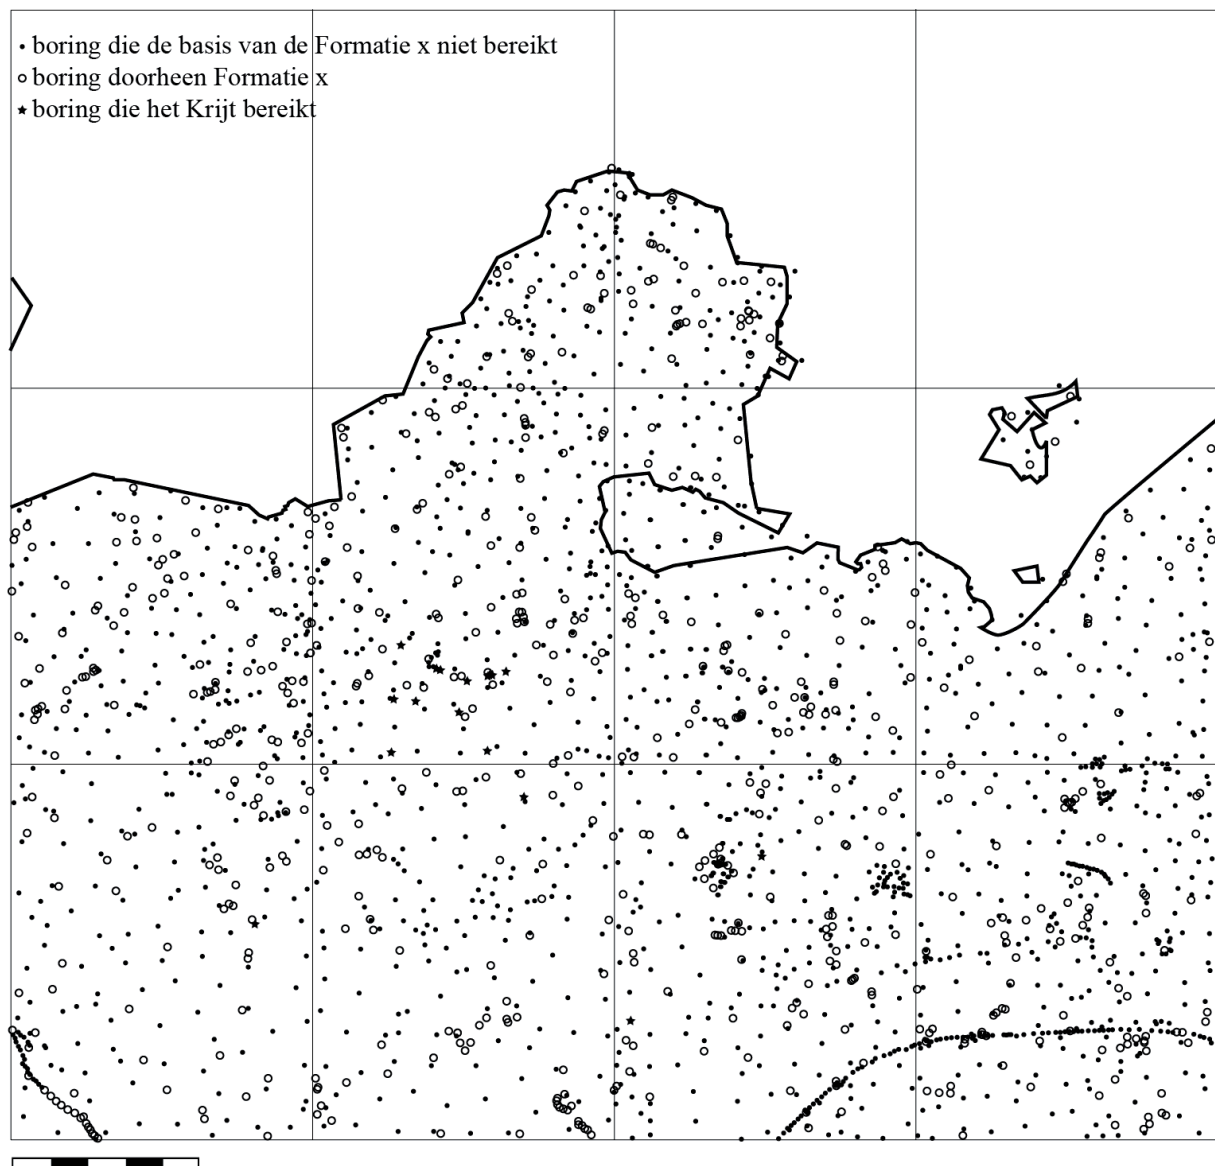 boring die de basis van de Formatie x niet bereikt
boring doorheen Formatie x
boring die het Krijt bereikt